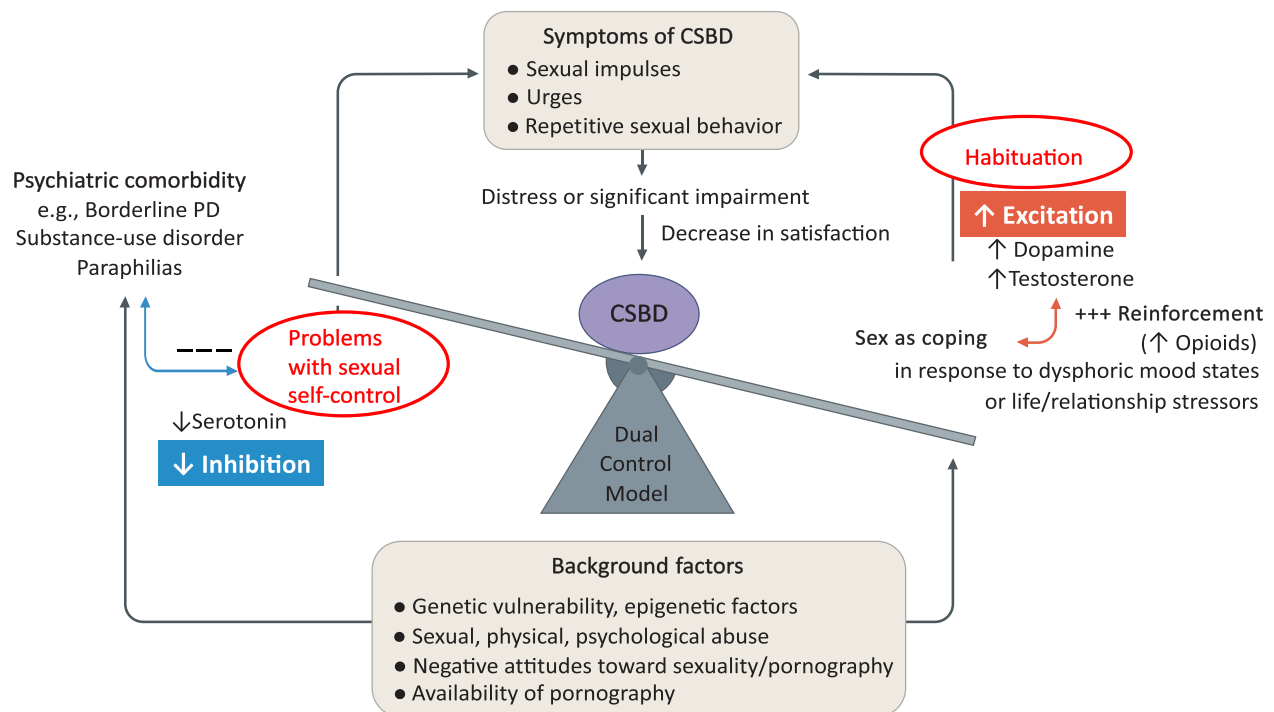 Symptoms of CSBD
● Sexual impulses
● Urges
● Repetitive sexual behavior
Distress or significant impairment
Decrease in satisfaction
CSBD
Dual
Control
Model
Psychiatric comorbidity
e.g., Borderline PD
Substance-use disorder
Paraphilias
– – –
Problems
with sexual
self-control
↓Serotonin
↓ Inhibition
Habituation
↑ Excitation
↑ Dopamine
↑Testosterone
+++ Reinforcement
(↑ Opioids)
Sex as coping
in response to dysphoric mood states
or life/relationship stressors
Background factors
● Genetic vulnerability, epigenetic factors
● Sexual, physical, psychological abuse
● Negative attitudes toward sexuality/pornography
● Availability of pornography